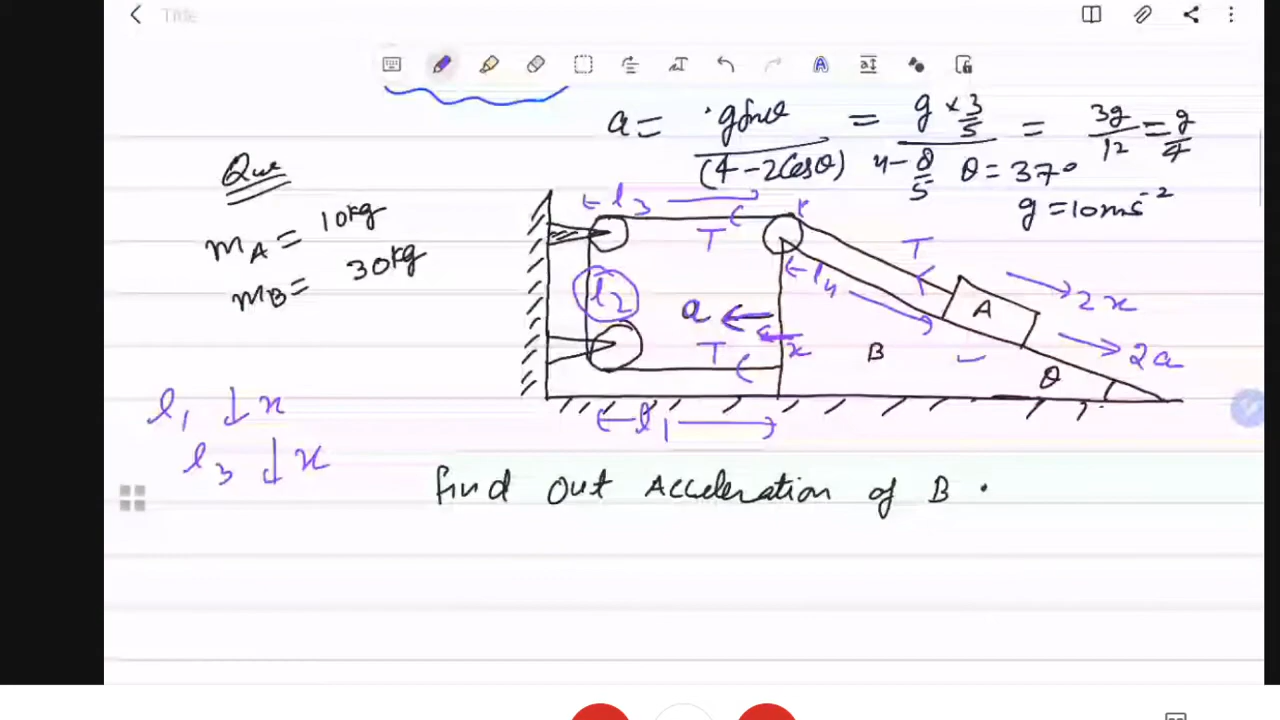 Title
a = g sinθ / (4 - 2cosθ) = g × 3/5 / 4 - 8/5 = 3g/12 = g/4
θ = 37°
g = 10 ms⁻²
Que
mA = 10kg
mB = 30kg
l3
T
T
l4
A
2x
l2
a
x
T
B
2a
θ
l1
l1 ↓ x
l3 ↓ x
find out Acceleration of B .